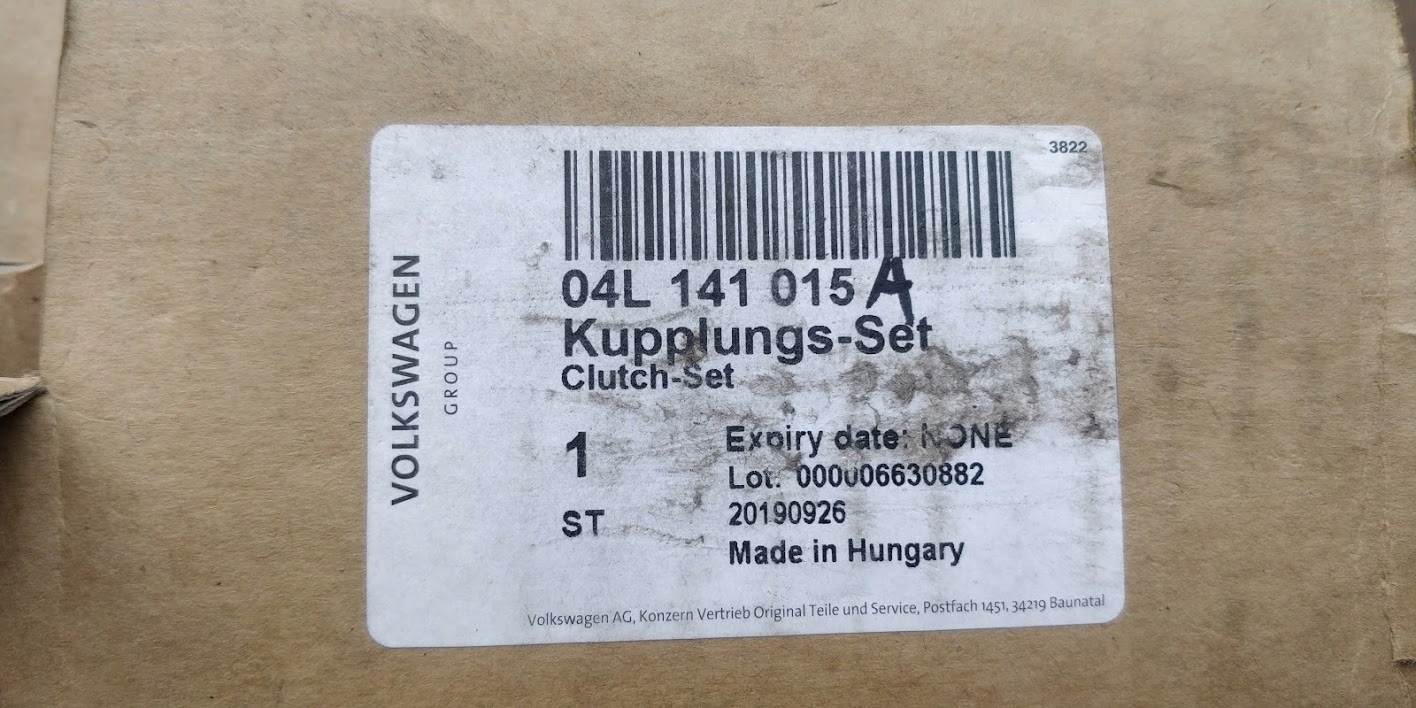 3822
04L 141 015 A
Kupplungs-Set
Clutch-Set
VOLKSWAGEN
GROUP
1
ST
Expiry date: NONE
Lot: 000006630882
20190926
Made in Hungary
Volkswagen AG, Konzern Vertrieb Original Teile und Service, Postfach 1451, 34219 Baunatal